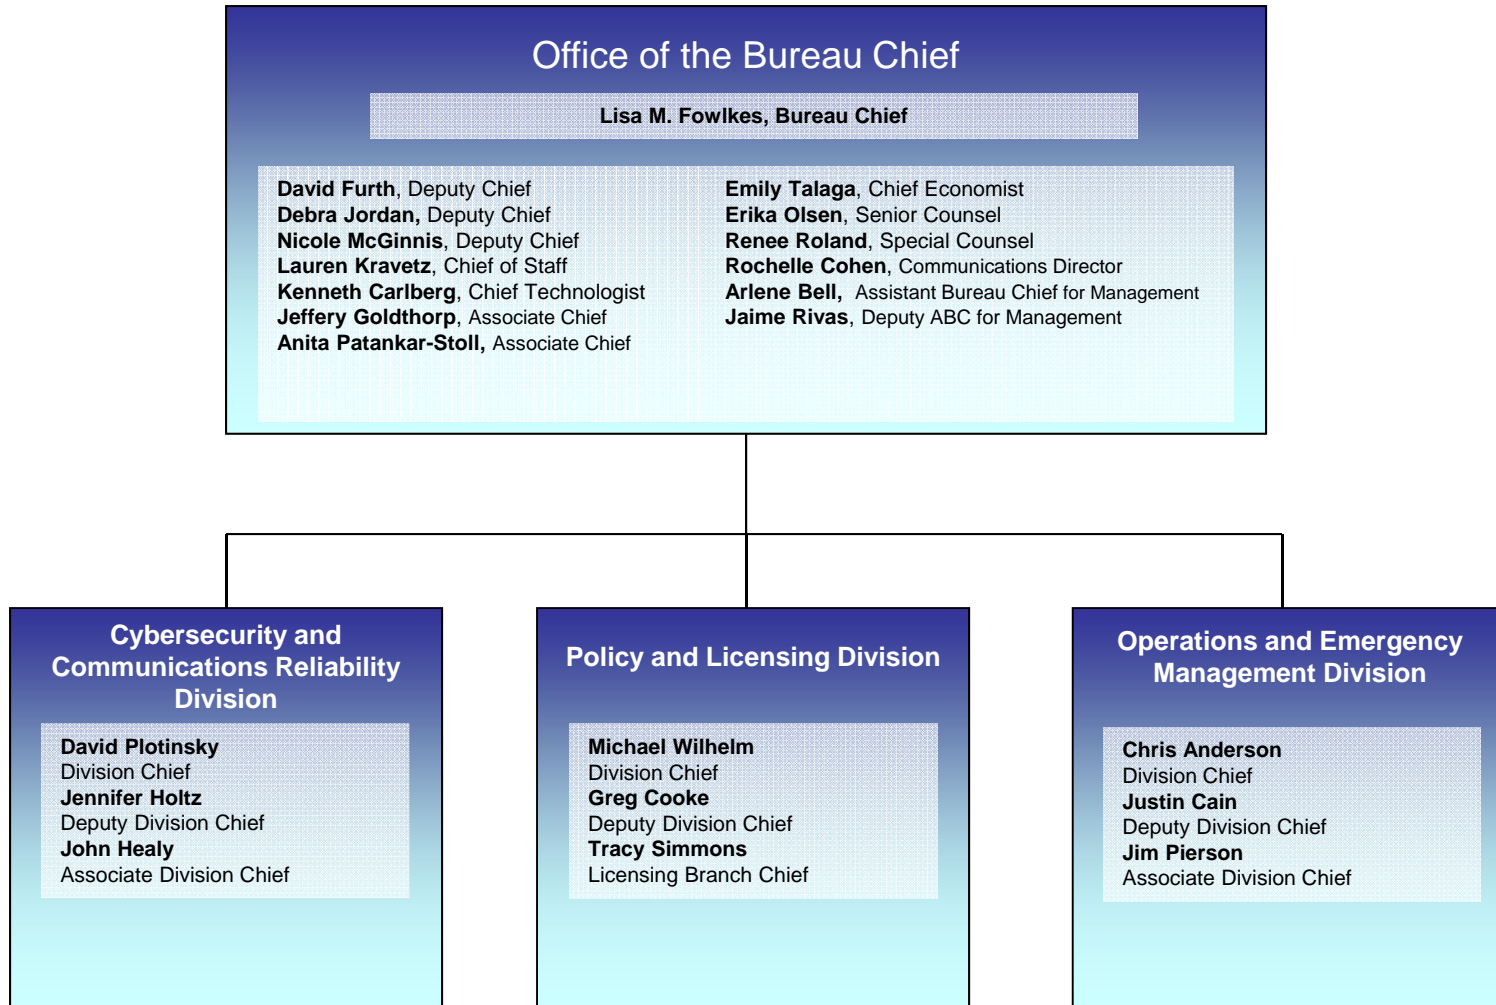 Office of the Bureau Chief
Lisa M. Fowlkes, Bureau Chief
David Furth, Deputy Chief
Debra Jordan, Deputy Chief
Nicole McGinnis, Deputy Chief
Lauren Kravetz, Chief of Staff
Kenneth Carlberg, Chief Technologist
Jeffery Goldthorp, Associate Chief
Anita Patankar-Stoll, Associate Chief
Emily Talaga, Chief Economist
Erika Olsen, Senior Counsel
Renee Roland, Special Counsel
Rochelle Cohen, Communications Director
Arlene Bell, Assistant Bureau Chief for Management
Jaime Rivas, Deputy ABC for Management
Cybersecurity and
Communications Reliability
Division
David Plotinsky
Division Chief
Jennifer Holtz
Deputy Division Chief
John Healy
Associate Division Chief
Policy and Licensing Division
Michael Wilhelm
Division Chief
Greg Cooke
Deputy Division Chief
Tracy Simmons
Licensing Branch Chief
Operations and Emergency
Management Division
Chris Anderson
Division Chief
Justin Cain
Deputy Division Chief
Jim Pierson
Associate Division Chief